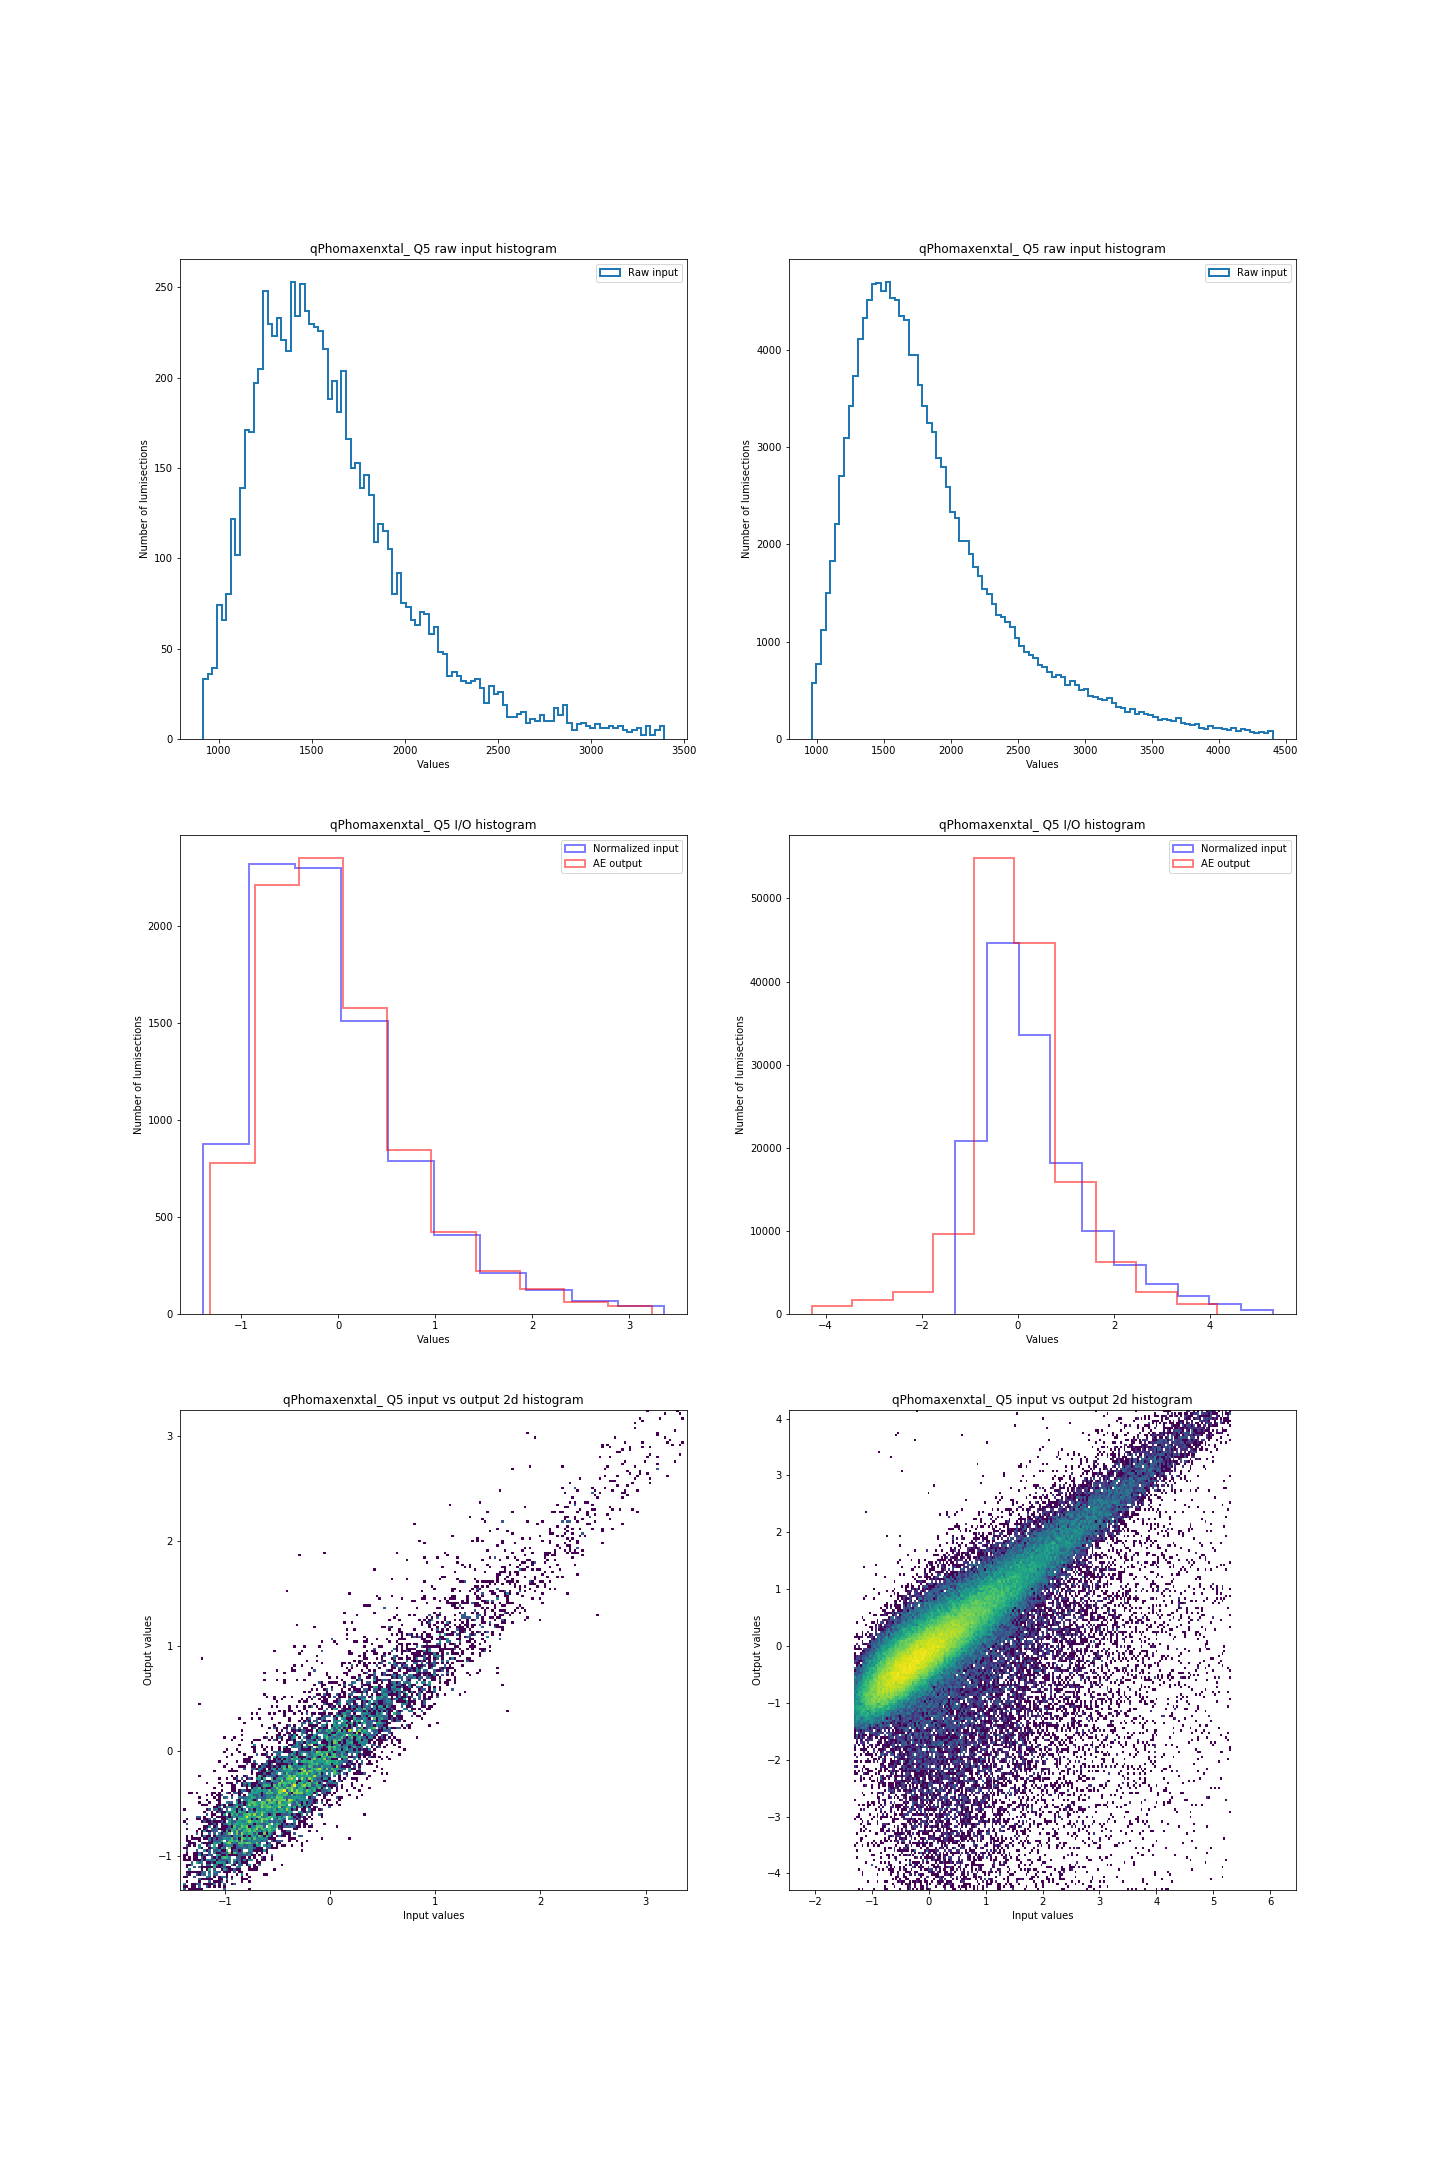 qPhomaxenxtal_ Q5 raw input histogram
Raw input
250
200
150
100
50
0
Number of lumisections
1000 1500 2000 2500 3000 3500
Values
qPhomaxenxtal_ Q5 raw input histogram
Raw input
4000
3000
2000
1000
0
Number of lumisections
1000 1500 2000 2500 3000 3500 4000 4500
Values
qPhomaxenxtal_ Q5 I/O histogram
Normalized input
AE output
2000
1500
1000
500
0
Number of lumisections
−1 0 1 2 3
Values
qPhomaxenxtal_ Q5 I/O histogram
Normalized input
AE output
50000
40000
30000
20000
10000
0
Number of lumisections
−4 −2 0 2 4
Values
qPhomaxenxtal_ Q5 input vs output 2d histogram
3
2
1
0
−1
Output values
−1 0 1 2 3
Input values
qPhomaxenxtal_ Q5 input vs output 2d histogram
4
3
2
1
0
−1
−2
−3
−4
Output values
−2 −1 0 1 2 3 4 5 6
Input values